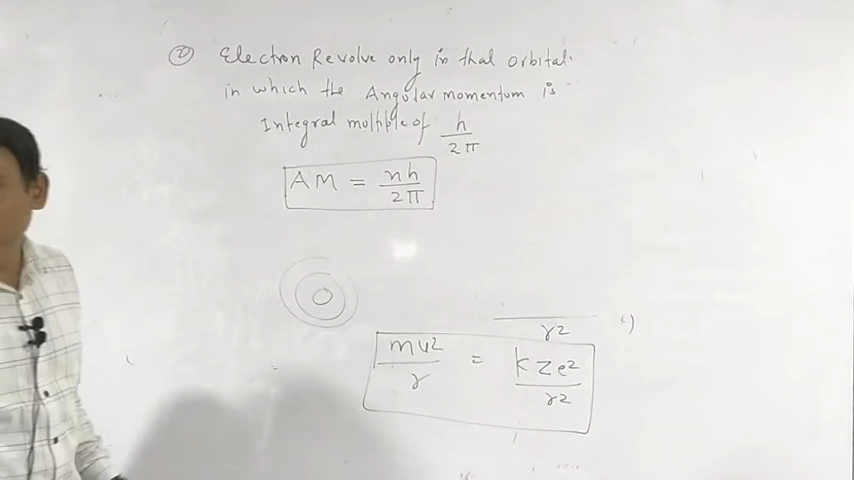 (2) Electron Revolve only in that orbital.
in which the Angular momentum is
Integral multiple of h/2π
AM = nh/2π
r2
mv2/r = kze2/r2